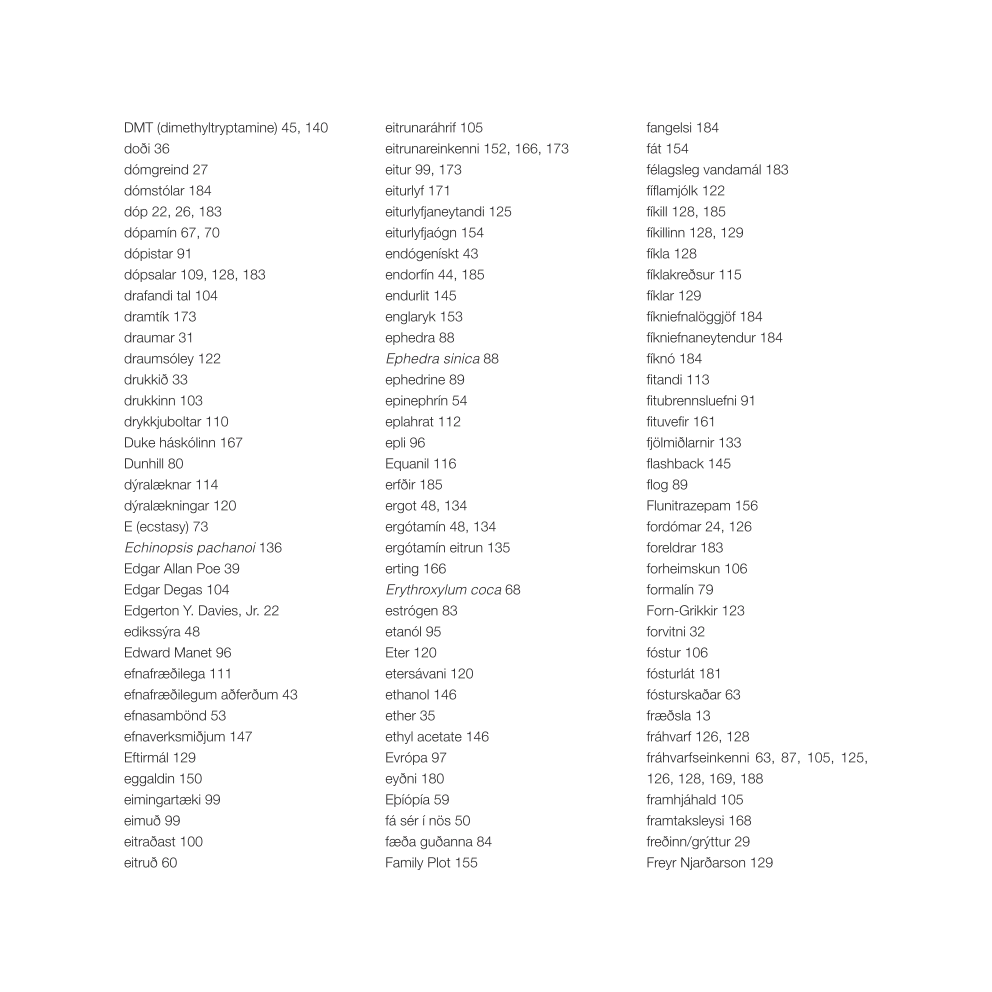 DMT (dimethyltryptamine) 45, 140
doði 36
dómgreind 27
dómstólar 184
dóp 22, 26, 183
dópamín 67, 70
dópistar 91
dópsalar 109, 128, 183
drafandi tal 104
dramtík 173
draumar 31
draumsóley 122
drukkið 33
drukkinn 103
drykkjuboltar 110
Duke háskólinn 167
Dunhill 80
dýralæknar 114
dýralækningar 120
E (ecstasy) 73
Echinopsis pachanoi 136
Edgar Allan Poe 39
Edgar Degas 104
Edgerton Y. Davies, Jr. 22
edikssýra 48
Edward Manet 96
efnafræðilega 111
efnafræðilegum aðferðum 43
efnasambönd 53
efnaverksmiðjum 147
Eftirmál 129
eggaldin 150
eimingartæki 99
eimuð 99
eitraðast 100
eitruð 60
eitrunaráhrif 105
eitrunareinkenni 152, 166, 173
eitur 99, 173
eiturlyf 171
eiturlyfjaneytandi 125
eiturlyfjaógn 154
endógenískt 43
endorfín 44, 185
endurlit 145
englaryk 153
ephedra 88
Ephedra sinica 88
ephedrine 89
epinephrín 54
eplahrat 112
epli 96
Equanil 116
erfðir 185
ergot 48, 134
ergótamín 48, 134
ergótamín eitrun 135
erting 166
Erythroxylum coca 68
estrógen 83
etanól 95
Eter 120
etersávani 120
ethanol 146
ether 35
ethyl acetate 146
Evrópa 97
eyðni 180
Eþíópía 59
fá sér í nös 50
fæða guðanna 84
Family Plot 155
fangelsi 184
fát 154
félagsleg vandamál 183
fíflamjólk 122
fíkill 128, 185
fíkillinn 128, 129
fíkla 128
fíklakreðsur 115
fíklar 129
fíkniefnalöggjöf 184
fíkniefnaneytendur 184
fíknó 184
fitandi 113
fitubrennsluefni 91
fituvefir 161
fjölmiðlarnir 133
flashback 145
flog 89
Flunitrazepam 156
fordómar 24, 126
foreldrar 183
forheimskun 106
formalín 79
Forn-Grikkir 123
forvitni 32
fóstur 106
fósturlát 181
fósturskaðar 63
fræðsla 13
fráhvarf 126, 128
fráhvarfseinkenni 63, 87, 105, 125,
126, 128, 169, 188
framhjáhald 105
framtaksleysi 168
freðinn/grýttur 29
Freyr Njarðarson 129